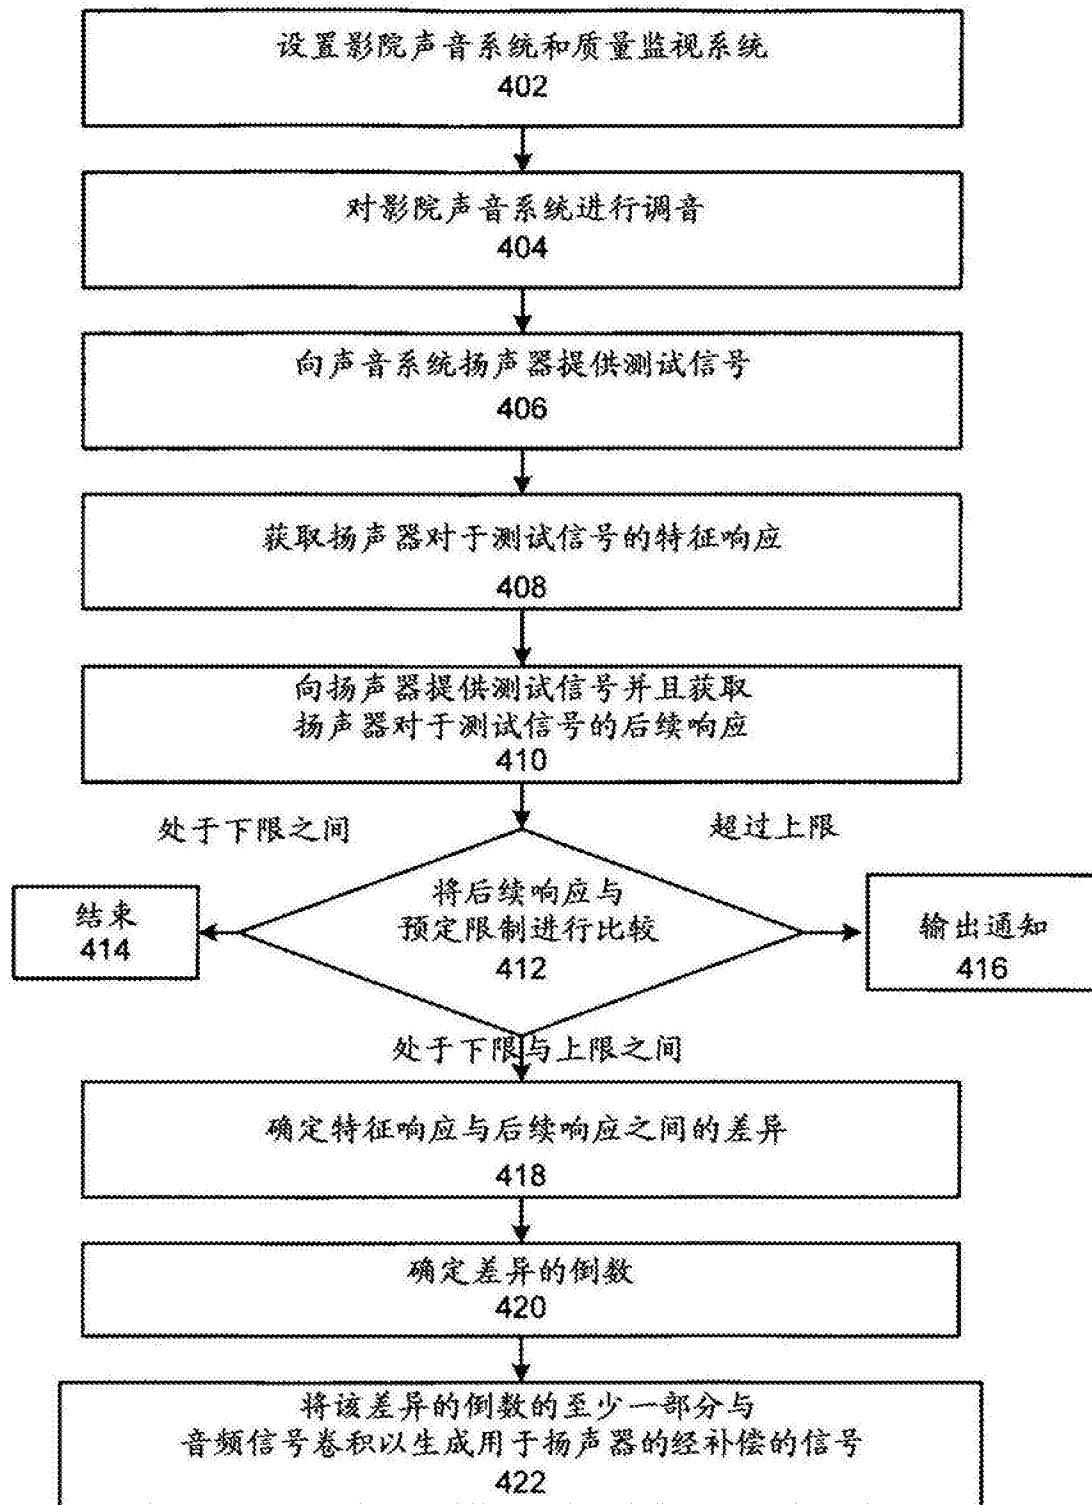 设置影院声音系统和质量监视系统
402
对影院声音系统进行调音
404
向声音系统扬声器提供测试信号
406
获取扬声器对于测试信号的特征响应
408
向扬声器提供测试信号并且获取
扬声器对于测试信号的后续响应
410
处于下限之间
超过上限
将后续响应与
预定限制进行比较
412
结束
414
输出通知
416
处于下限与上限之间
确定特征响应与后续响应之间的差异
418
确定差异的倒数
420
将该差异的倒数的至少一部分与
音频信号卷积以生成用于扬声器的经补偿的信号
422